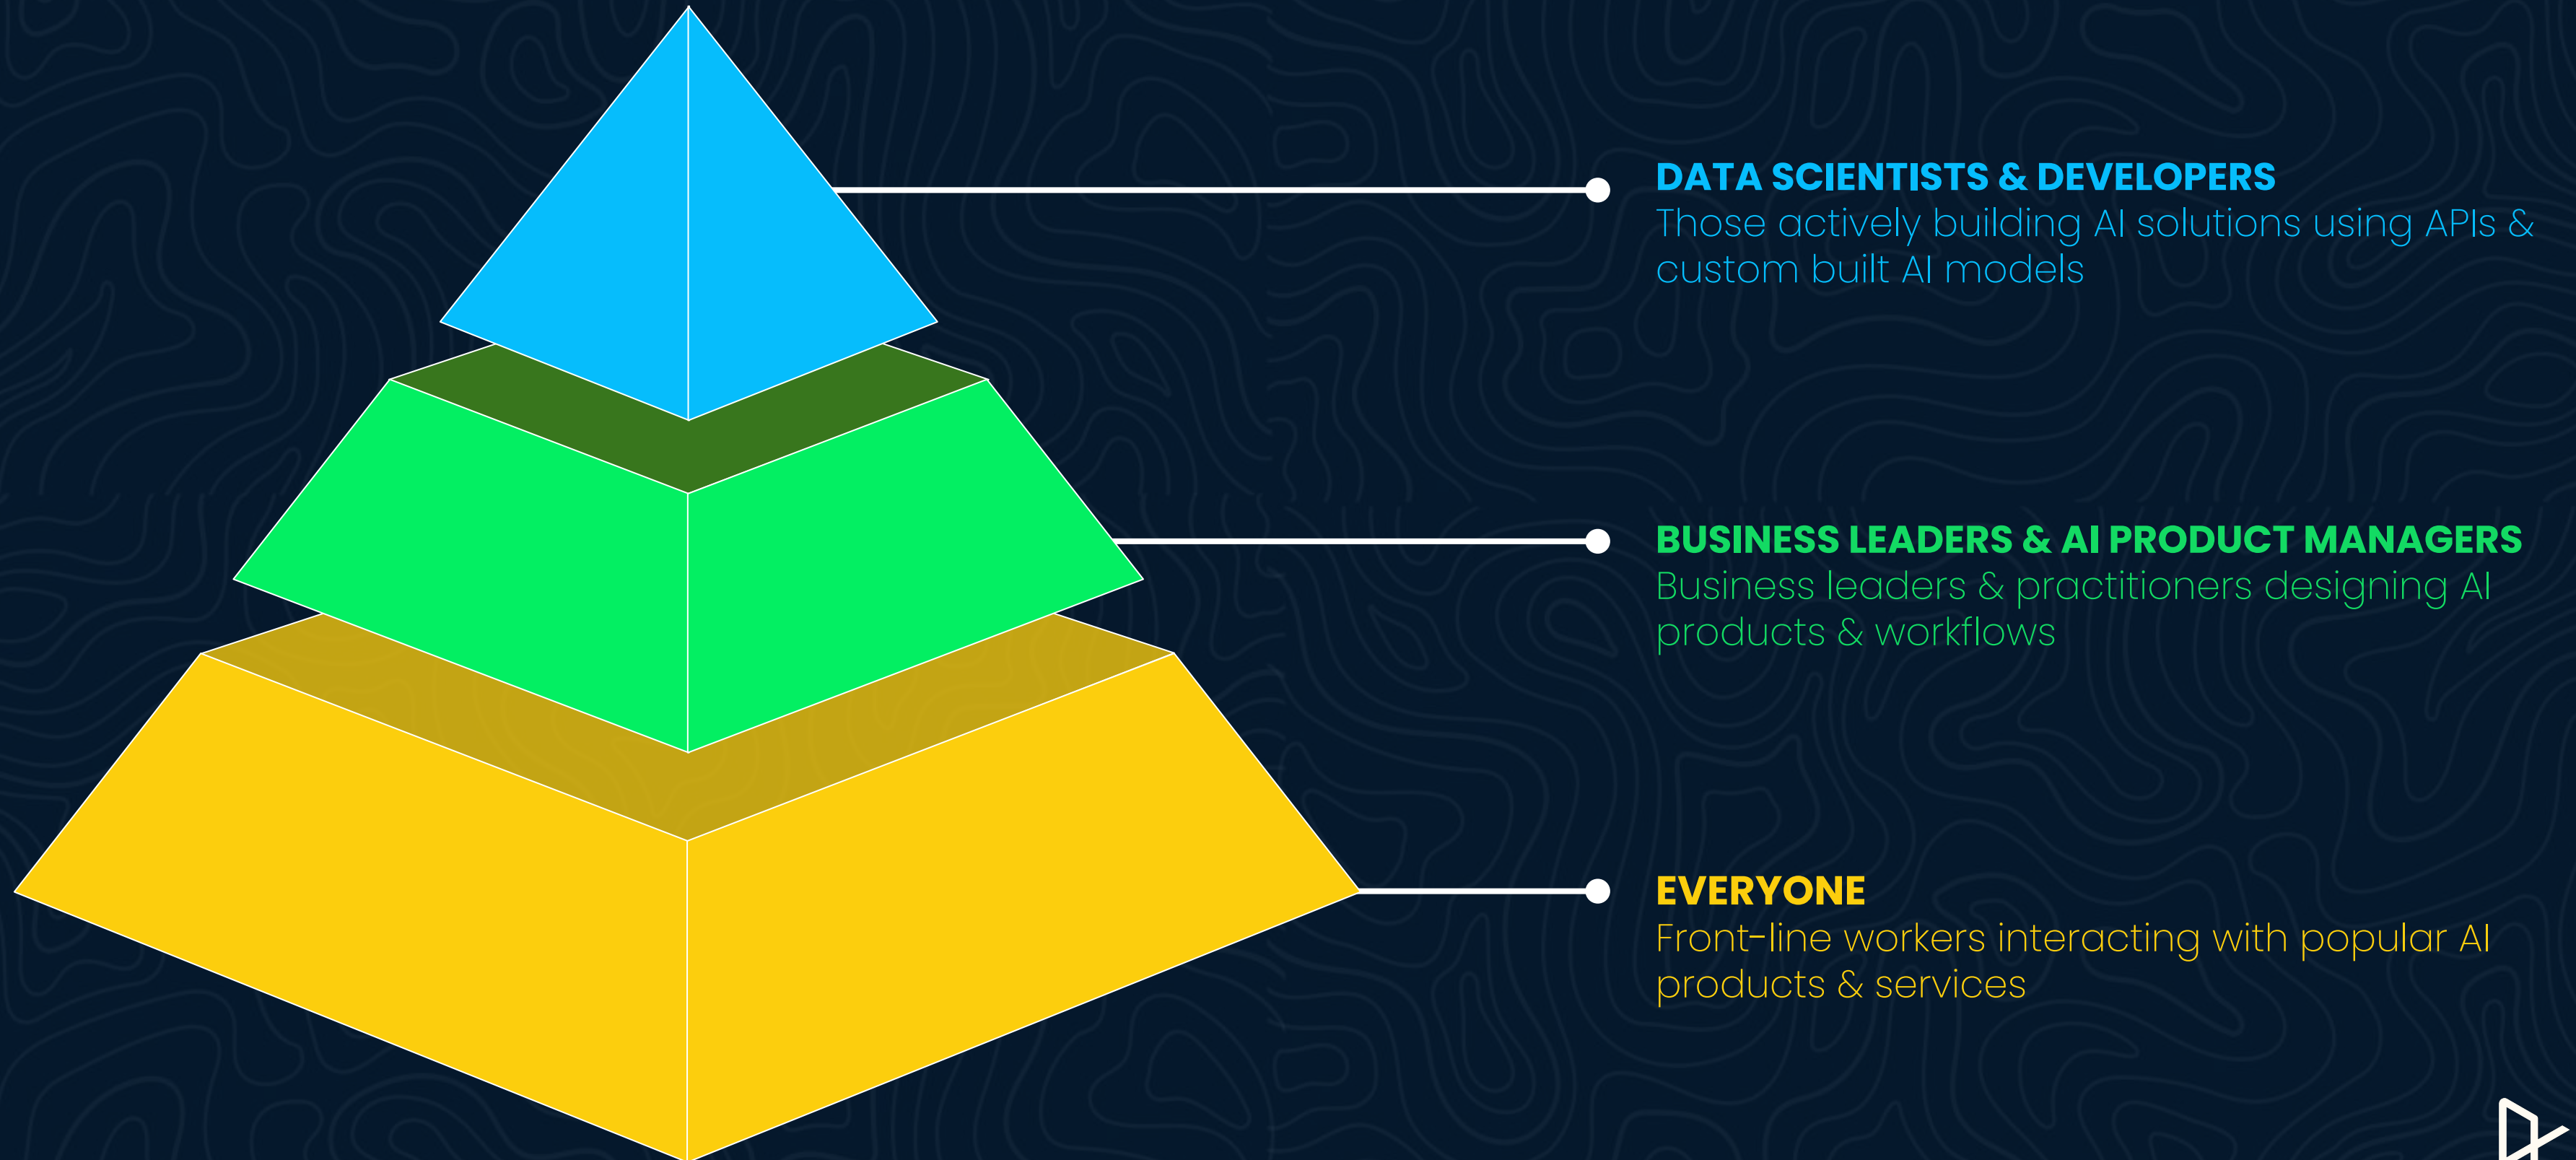 DATA SCIENTISTS & DEVELOPERS
Those actively building AI solutions using APIs &
custom built AI models
BUSINESS LEADERS & AI PRODUCT MANAGERS
Business leaders & practitioners designing AI
products & workflows
EVERYONE
Front-line workers interacting with popular AI
products & services